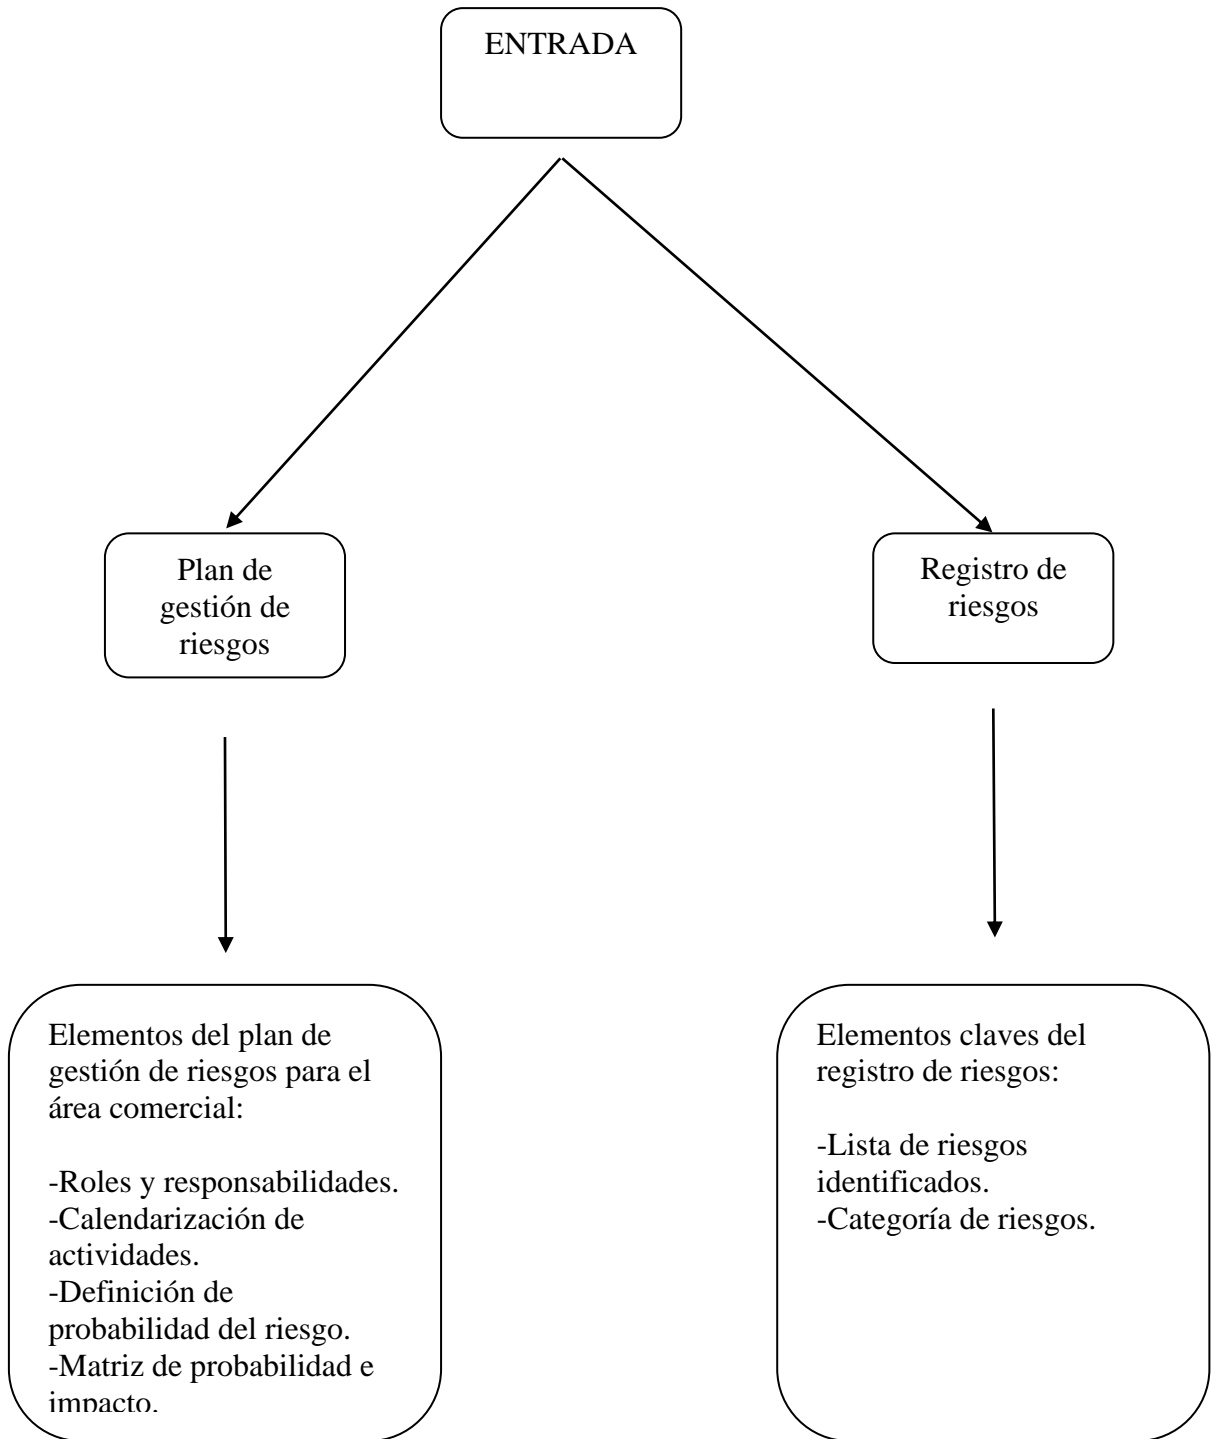 ENTRADA
Plan de
gestión de
riesgos
Registro de
riesgos
Elementos del plan de
gestión de riesgos para el
área comercial:
-Roles y responsabilidades.
-Calendarización de
actividades.
-Definición de
probabilidad del riesgo.
-Matriz de probabilidad e
impacto.
Elementos claves del
registro de riesgos:
-Lista de riesgos
identificados.
-Categoría de riesgos.